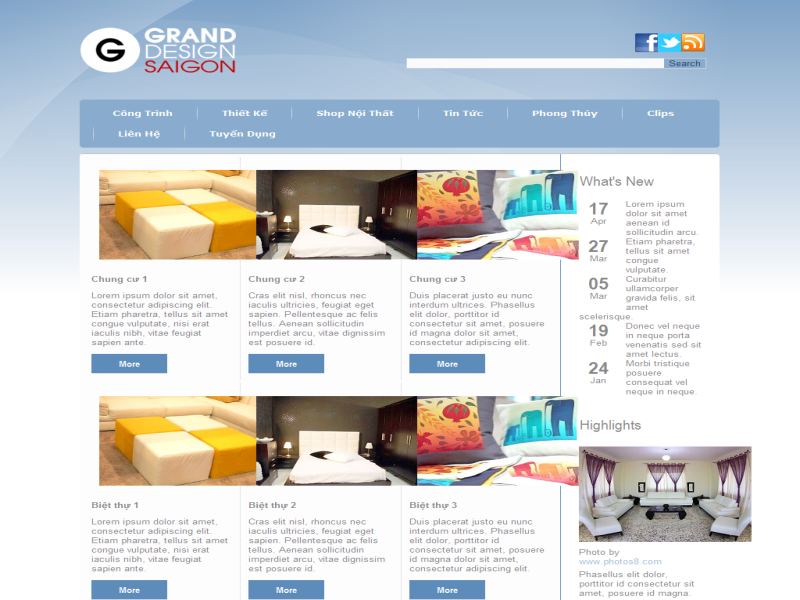 G GRAND
DESIGN
SAIGON
Search
Công Trình Thiết Kế Shop Nội Thất Tin Tức Phong Thủy Clips
Liên Hệ Tuyển Dụng
Chung cư 1
Lorem ipsum dolor sit amet,
consectetur adipiscing elit.
Etiam pharetra, tellus sit amet
congue vulputate, nisi erat
iaculis nibh, vitae feugiat
sapien ante.
More
Chung cư 2
Cras elit nisl, rhoncus nec
iaculis ultricies, feugiat eget
sapien. Pellentesque ac felis
tellus. Aenean sollicitudin
imperdiet arcu, vitae dignissim
est posuere id.
More
Chung cư 3
Duis placerat justo eu nunc
interdum ultrices. Phasellus
elit dolor, porttitor id
consectetur sit amet, posuere
id magna dolor sit amet,
consectetur adipiscing elit.
More
Biệt thự 1
Lorem ipsum dolor sit amet,
consectetur adipiscing elit.
Etiam pharetra, tellus sit amet
congue vulputate, nisi erat
iaculis nibh, vitae feugiat
sapien ante.
More
Biệt thự 2
Cras elit nisl, rhoncus nec
iaculis ultricies, feugiat eget
sapien. Pellentesque ac felis
tellus. Aenean sollicitudin
imperdiet arcu, vitae dignissim
est posuere id.
More
Biệt thự 3
Duis placerat justo eu nunc
interdum ultrices. Phasellus
elit dolor, porttitor id
consectetur sit amet, posuere
id magna dolor sit amet,
consectetur adipiscing elit.
More
What's New
17
Apr
Lorem ipsum
dolor sit amet
aenean id
sollicitudin arcu.
27
Mar
Etiam pharetra,
tellus sit amet
congue
vulputate.
05
Mar
Curabitur
ullamcorper
gravida felis, sit
amet
scelerisque.
19
Feb
Donec vel neque
in neque porta
venenatis sed sit
amet lectus.
24
Jan
Morbi tristique
posuere
consequat vel
neque in neque.
Highlights
Photo by
www.photos8.com
Phasellus elit dolor,
porttitor id consectetur sit
amet, posuere id magna.